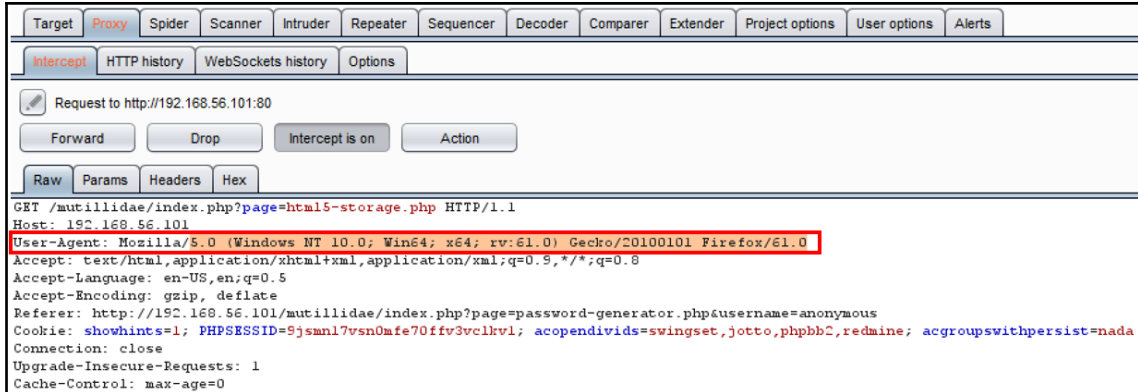 Target Proxy Spider Scanner Intruder Repeater Sequencer Decoder Comparer Extender Project options User options Alerts
Intercept HTTP history WebSockets history Options
Request to http://192.168.56.101:80
Forward Drop Intercept is on Action
Raw Params Headers Hex
GET /mutillidae/index.php?page=html5-storage.php HTTP/1.1
Host: 192.168.56.101
User-Agent: Mozilla/5.0 (Windows NT 10.0; Win64; x64; rv:61.0) Gecko/20100101 Firefox/61.0
Accept: text/html,application/xhtml+xml,application/xml;q=0.9,*/*;q=0.8
Accept-Language: en-US,en;q=0.5
Accept-Encoding: gzip, deflate
Referer: http://192.168.56.101/mutillidae/index.php?page=password-generator.php&username=anonymous
Cookie: showhints=1; PHPSESSID=9jsmnl7vsn0mfe70ffv3vclkvl; acopendivids=swingset,jotto,phpbb2,redmine; acgroupswithpersist=nada
Connection: close
Upgrade-Insecure-Requests: 1
Cache-Control: max-age=0